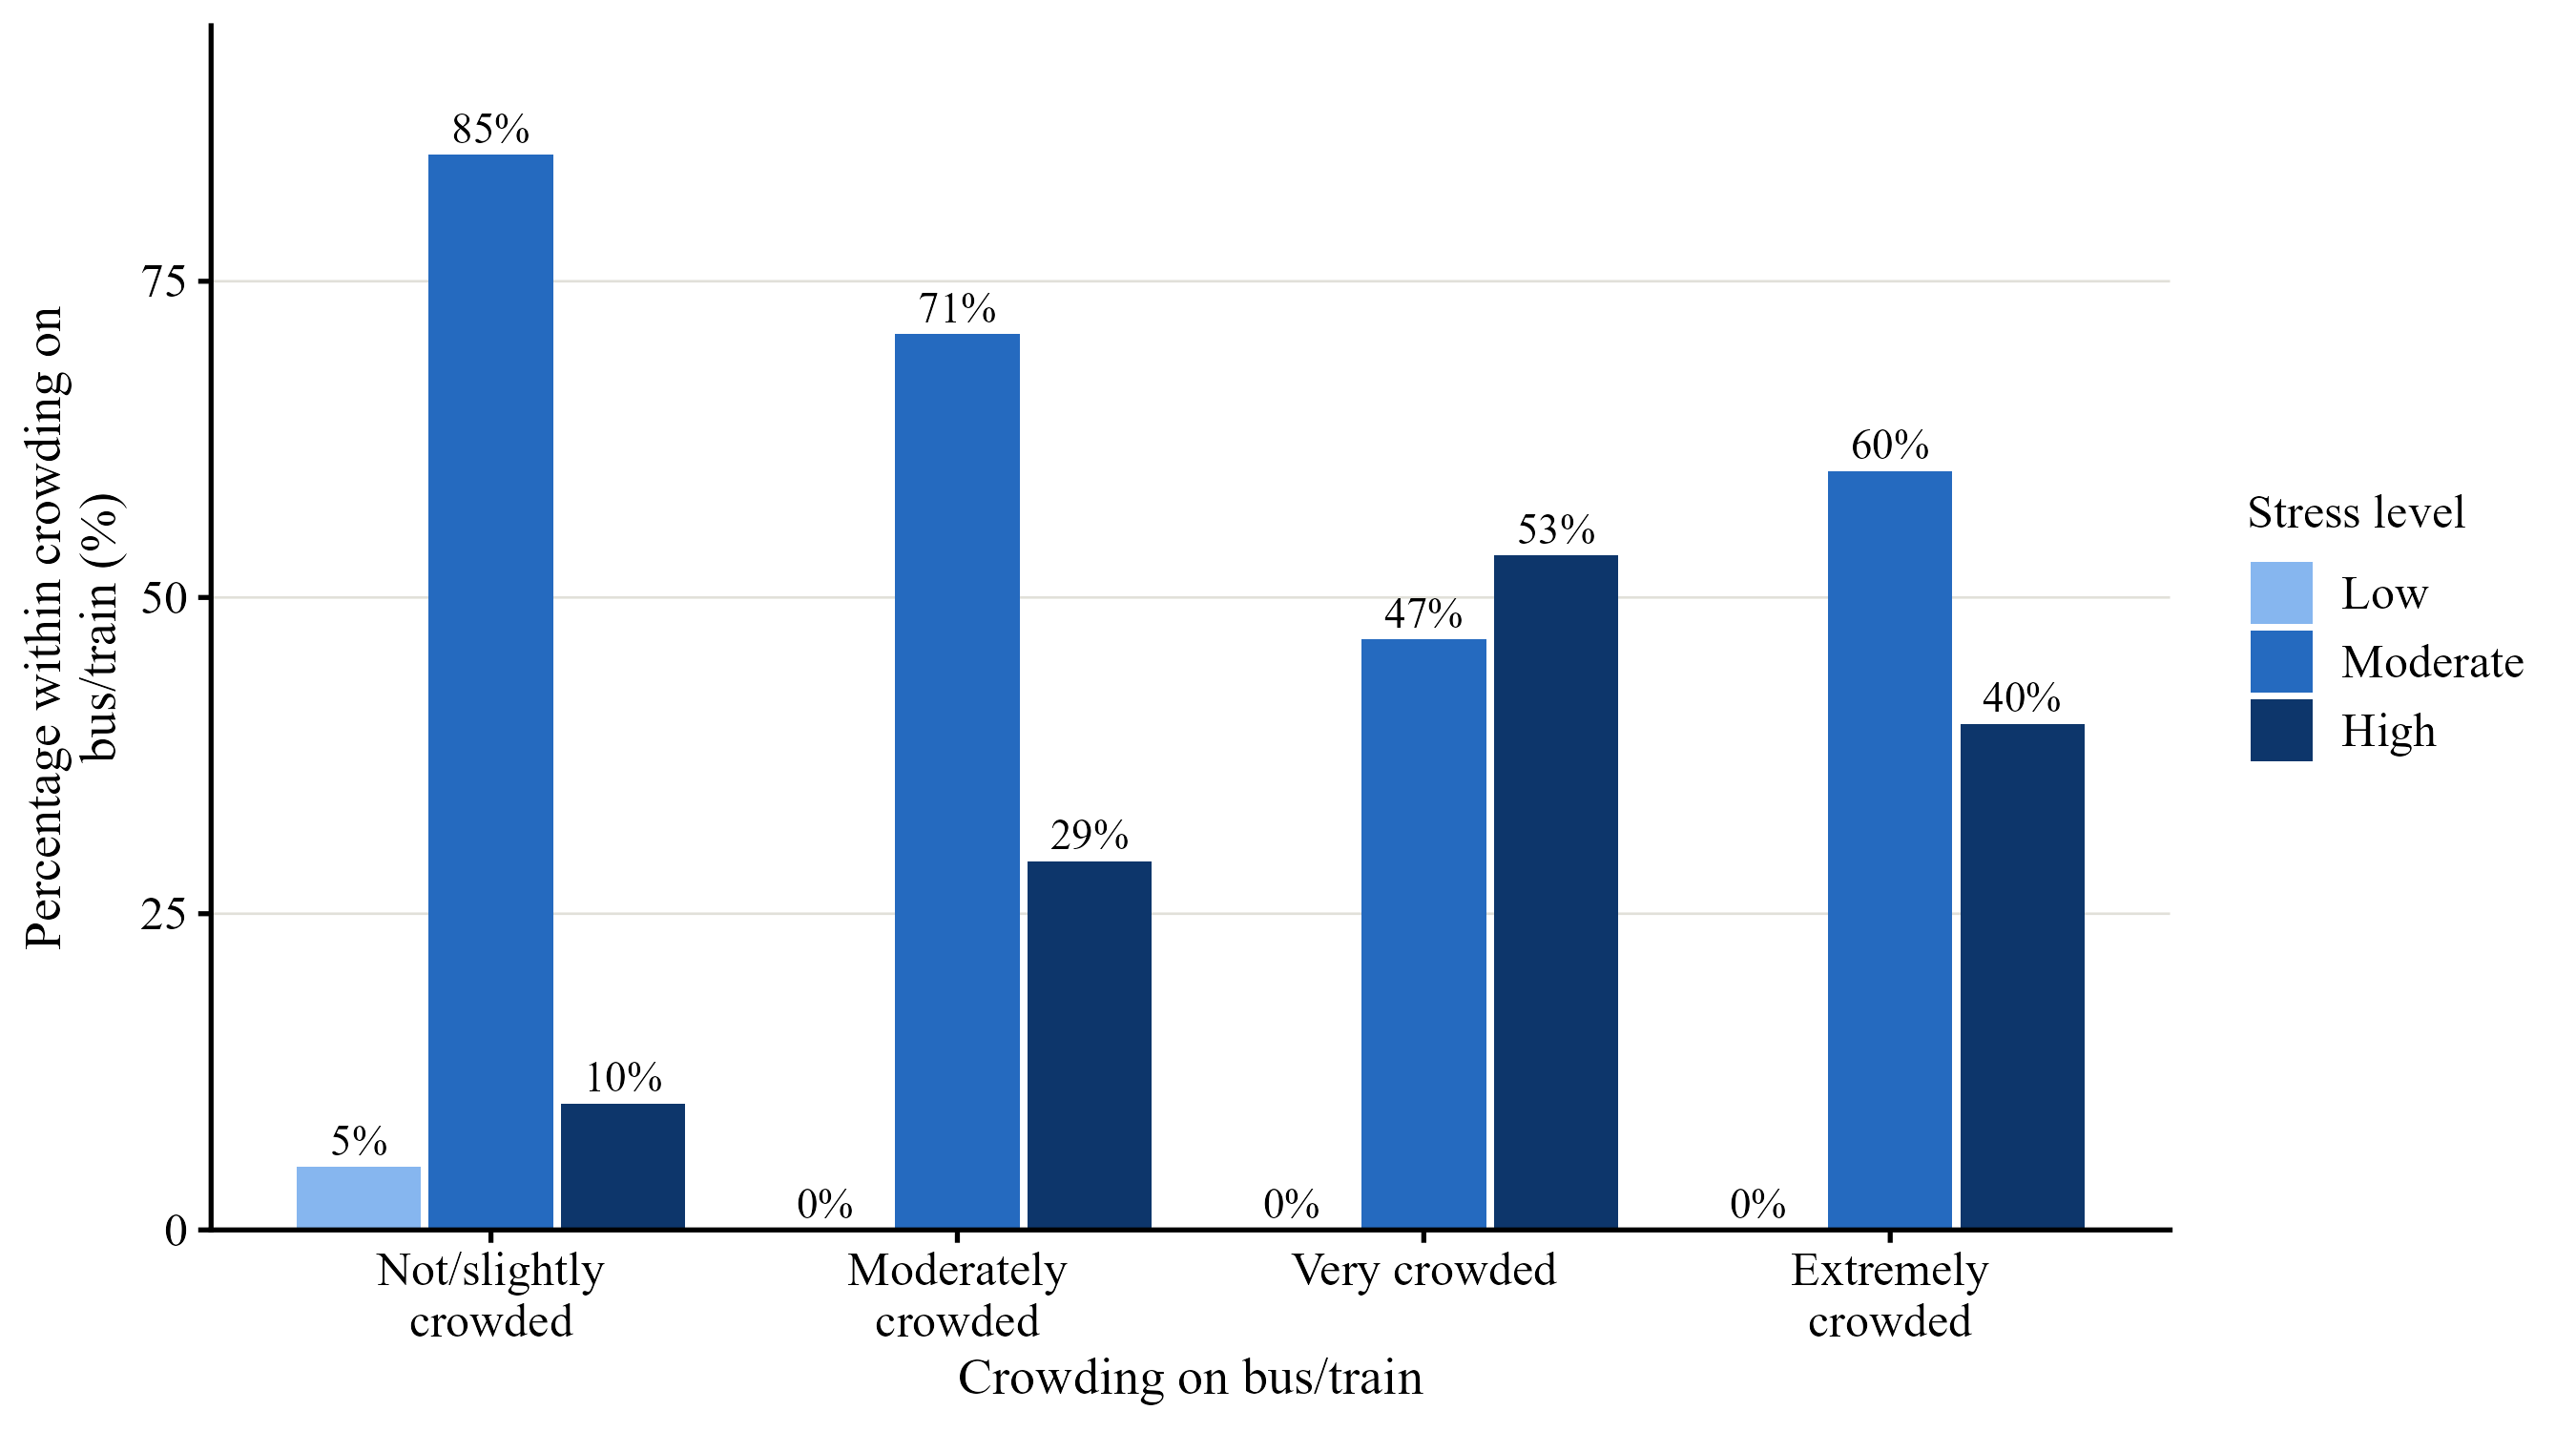 85%
75
71%
60%
53%
50
47%
40%
29%
25
10%
5%
0%
0%
0%
0
Percentage within crowding on
bus/train (%)
Not/slightly
crowded
Moderately
crowded
Very crowded
Extremely
crowded
Crowding on bus/train
Stress level
Low
Moderate
High